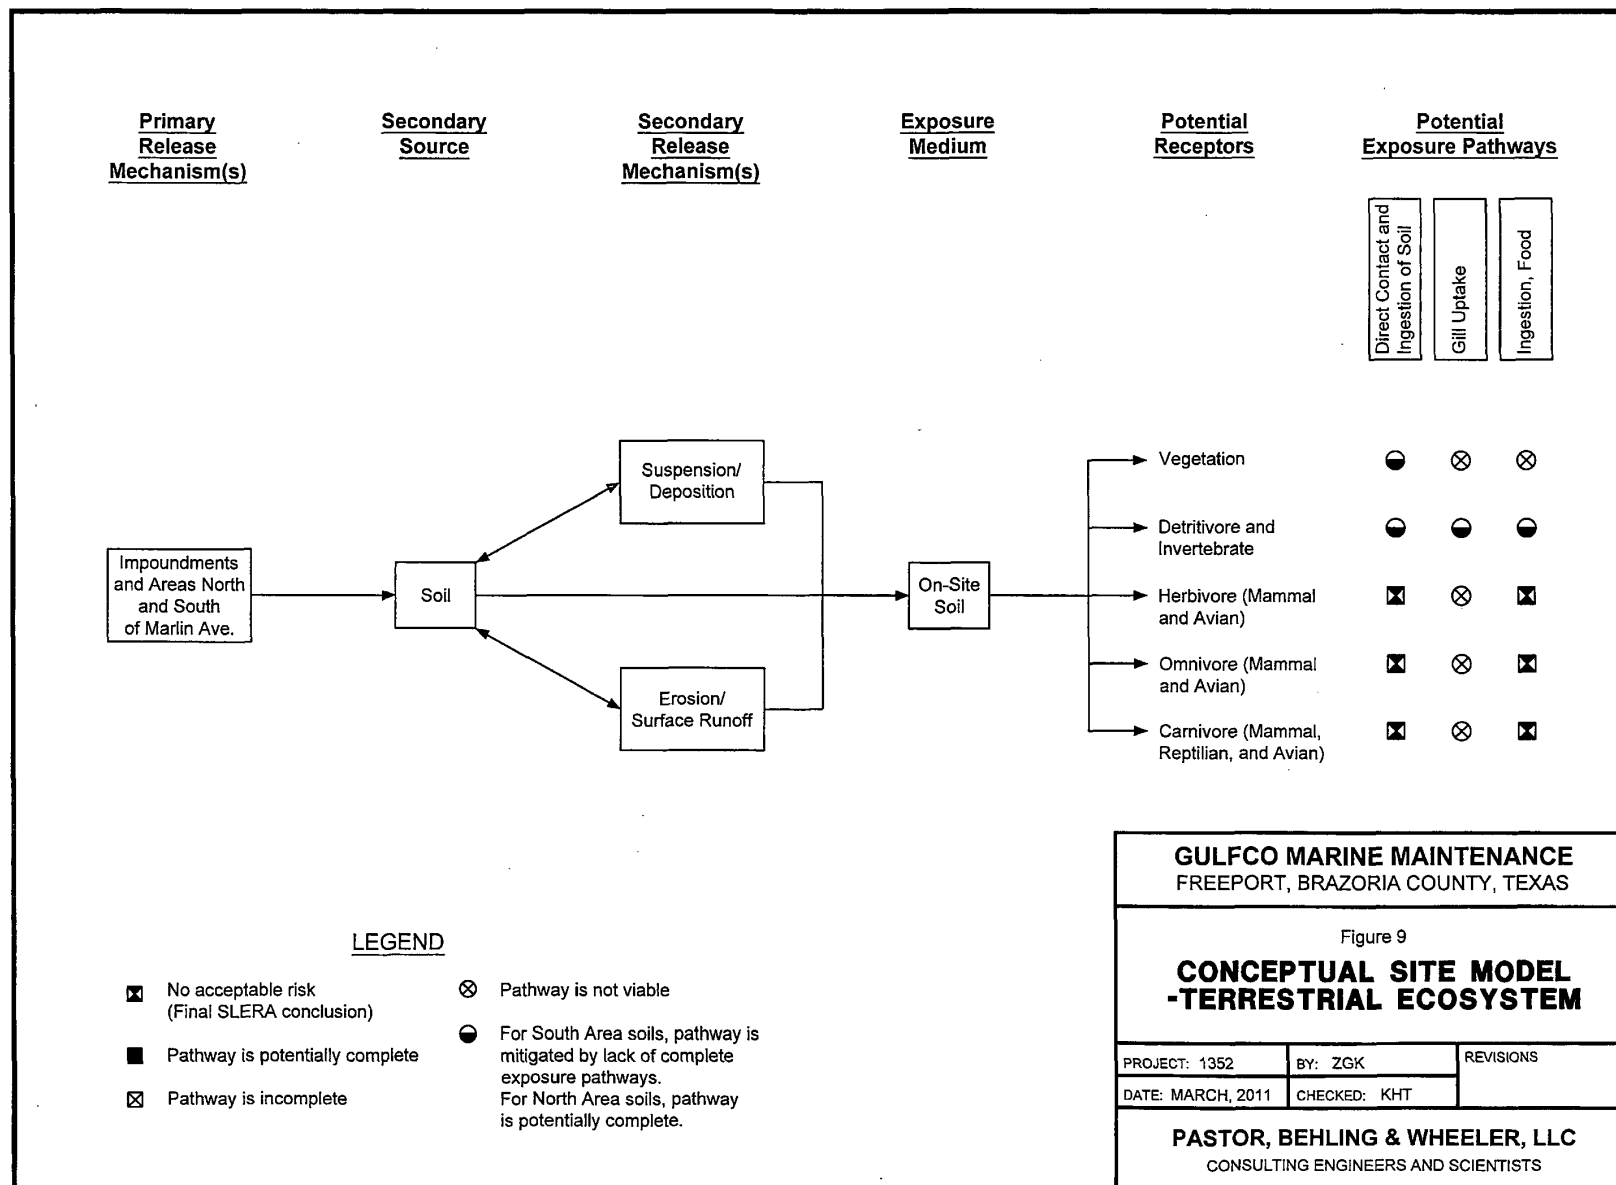 Primary
Release
Mechanism(s)
Secondary
Source
Secondary
Release
Mechanism(s)
Exposure
Medium
Potential
Receptors
Potential
Exposure Pathways
Direct Contact and
Ingestion of Soil
Gill Uptake
Ingestion, Food
Impoundments
and Areas North
and South
of Marlin Ave.
Soil
Suspension/
Deposition
Erosion/
Surface Runoff
On-Site
Soil
Vegetation
Detritivore and
Invertebrate
Herbivore (Mammal
and Avian)
Omnivore (Mammal
and Avian)
Carnivore (Mammal,
Reptilian, and Avian)
LEGEND
No acceptable risk
(Final SLERA conclusion)
Pathway is potentially complete
Pathway is incomplete
Pathway is not viable
For South Area soils, pathway is
mitigated by lack of complete
exposure pathways.
For North Area soils, pathway
is potentially complete.
GULFCO MARINE MAINTENANCE
FREEPORT, BRAZORIA COUNTY, TEXAS
Figure 9
CONCEPTUAL SITE MODEL
-TERRESTRIAL ECOSYSTEM
PROJECT: 1352
BY: ZGK
REVISIONS
DATE: MARCH, 2011
CHECKED: KHT
PASTOR, BEHLING & WHEELER, LLC
CONSULTING ENGINEERS AND SCIENTISTS